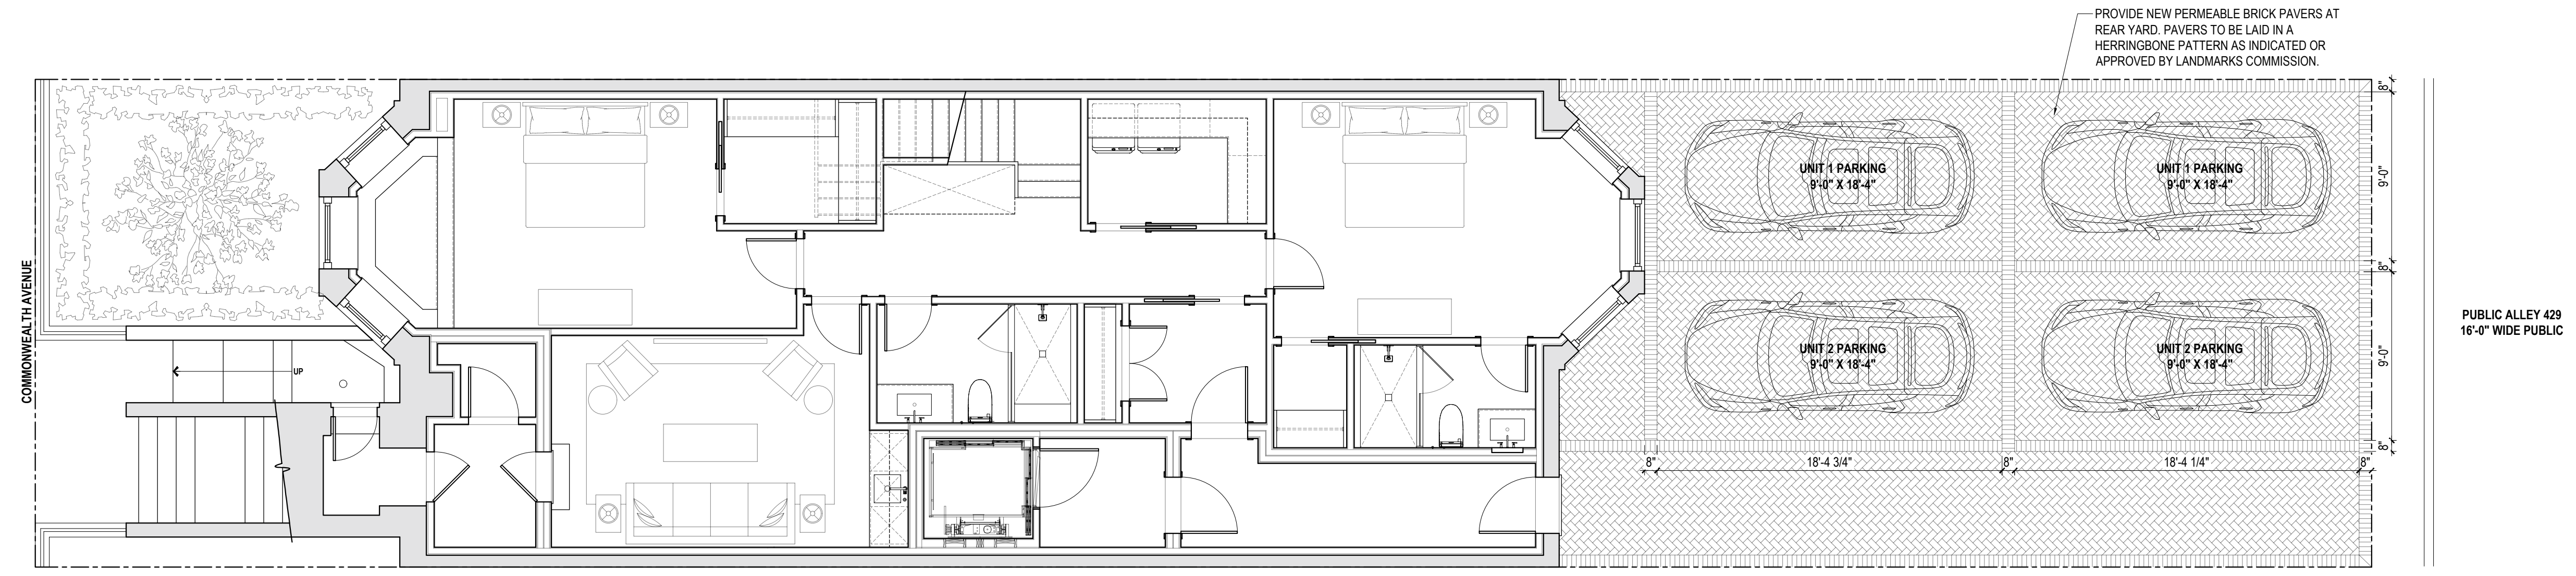 PROVIDE NEW PERMEABLE BRICK PAVERS AT
REAR YARD. PAVERS TO BE LAID IN A
HERRINGBONE PATTERN AS INDICATED OR
APPROVED BY LANDMARKS COMMISSION.
8"
UNIT 1 PARKING
9'-0" X 18'-4"
UNIT 1 PARKING
9'-0" X 18'-4"
9'-0"
COMMONWEALTH AVENUE
8"
PUBLIC ALLEY 429
16'-0" WIDE PUBLIC
UNIT 2 PARKING
9'-0" X 18'-4"
UNIT 2 PARKING
9'-0" X 18'-4"
9'-0"
UP
8"
8"
18'-4 3/4"
8"
18'-4 1/4"
8"